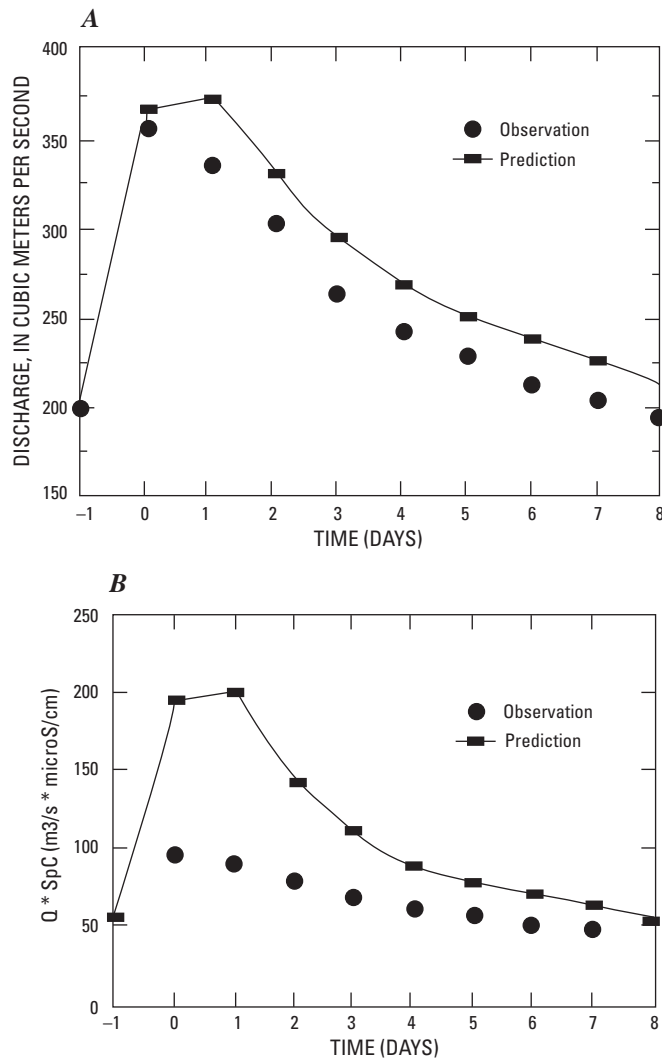 A
400
350
300
250
200
150
DISCHARGE, IN CUBIC METERS PER SECOND
Observation
Prediction
–1 0 1 2 3 4 5 6 7 8
TIME (DAYS)
B
250
200
150
100
50
0
Q * SpC (m3/s * microS/cm)
Observation
Prediction
–1 0 1 2 3 4 5 6 7 8
TIME (DAYS)